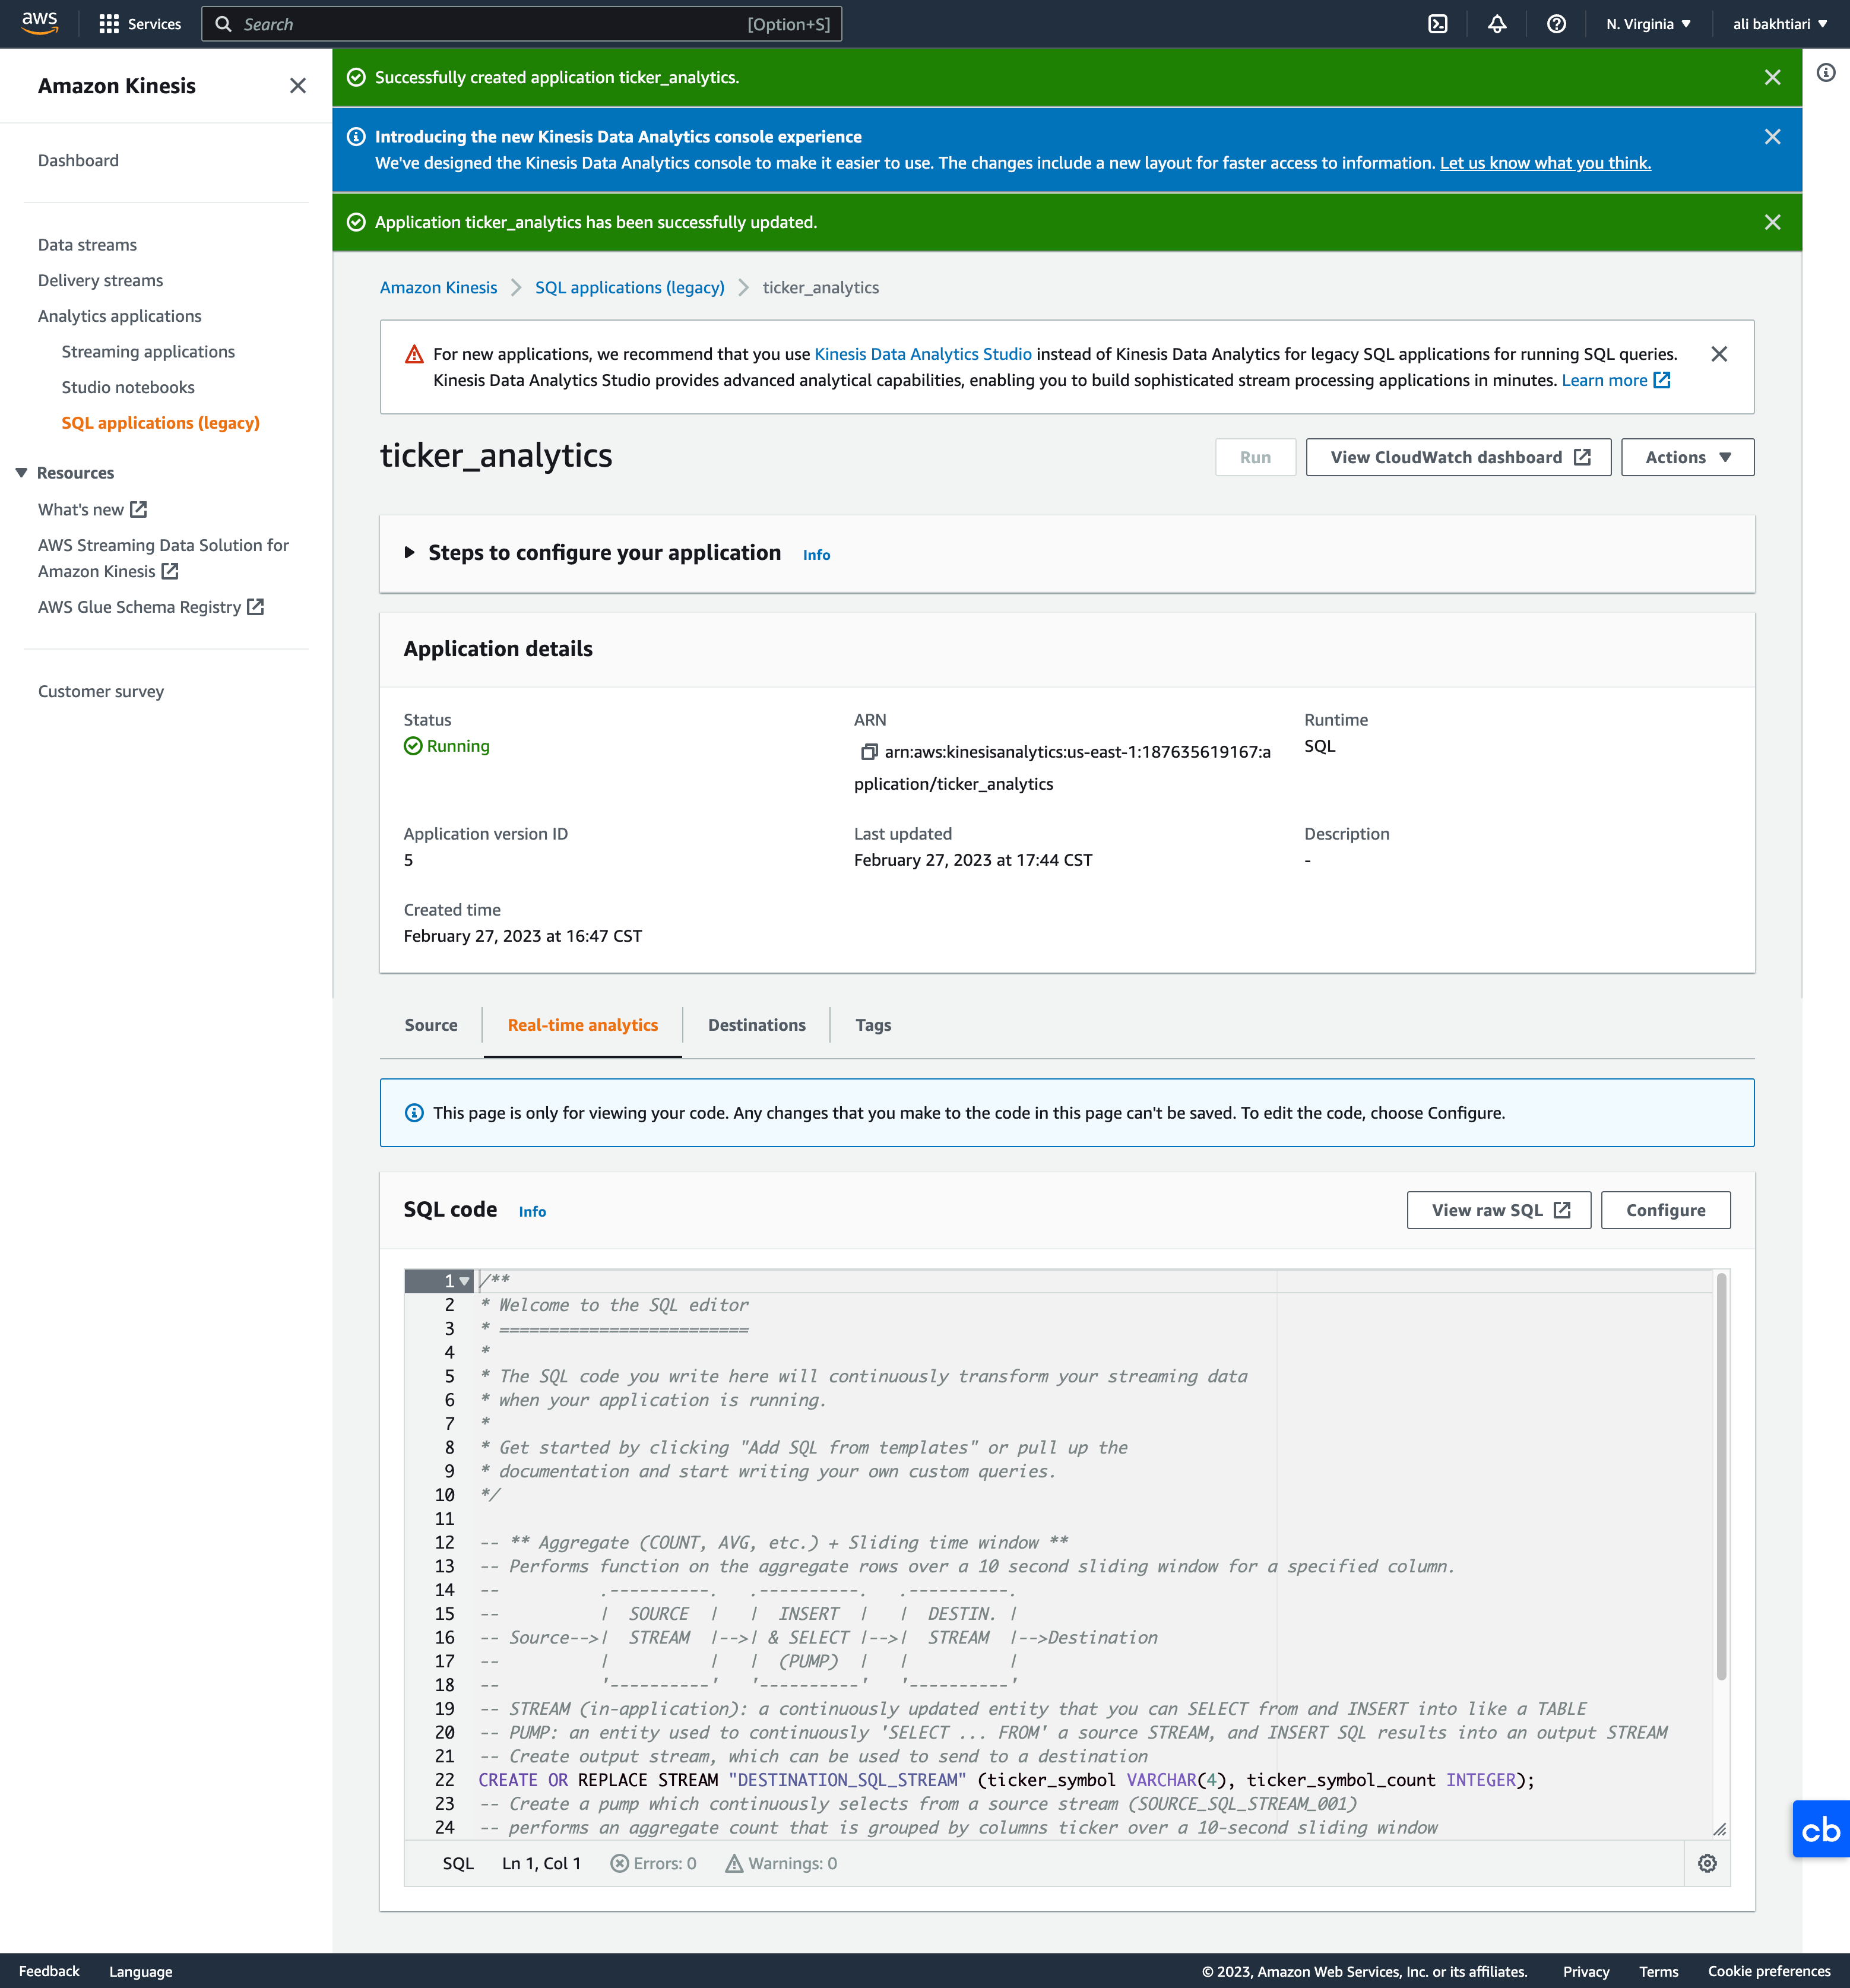 aws
Services
Search
[Option+S]
N. Virginia
ali bakhtiari
Amazon Kinesis
Dashboard
Data streams
Delivery streams
Analytics applications
Streaming applications
Studio notebooks
SQL applications (legacy)
Resources
What's new
AWS Streaming Data Solution for
Amazon Kinesis
AWS Glue Schema Registry
Customer survey
Successfully created application ticker_analytics.
Introducing the new Kinesis Data Analytics console experience
We've designed the Kinesis Data Analytics console to make it easier to use. The changes include a new layout for faster access to information. Let us know what you think.
Application ticker_analytics has been successfully updated.
Amazon Kinesis
SQL applications (legacy)
ticker_analytics
For new applications, we recommend that you use Kinesis Data Analytics Studio instead of Kinesis Data Analytics for legacy SQL applications for running SQL queries.
Kinesis Data Analytics Studio provides advanced analytical capabilities, enabling you to build sophisticated stream processing applications in minutes. Learn more
ticker_analytics
Run
View CloudWatch dashboard
Actions
Steps to configure your application Info
Application details
Status
Running
ARN
arn:aws:kinesisanalytics:us-east-1:187635619167:a
pplication/ticker_analytics
Runtime
SQL
Application version ID
5
Last updated
February 27, 2023 at 17:44 CST
Description
-
Created time
February 27, 2023 at 16:47 CST
Source
Real-time analytics
Destinations
Tags
This page is only for viewing your code. Any changes that you make to the code in this page can't be saved. To edit the code, choose Configure.
SQL code Info
View raw SQL
Configure
1 /**
2 * Welcome to the SQL editor
3 * =========================
4 *
5 * The SQL code you write here will continuously transform your streaming data
6 * when your application is running.
7 *
8 * Get started by clicking "Add SQL from templates" or pull up the
9 * documentation and start writing your own custom queries.
10 */
11
12 -- ** Aggregate (COUNT, AVG, etc.) + Sliding time window **
13 -- Performs function on the aggregate rows over a 10 second sliding window for a specified column.
14 --          .----------.   .----------.   .----------.
15 --          |  SOURCE  |   |  INSERT  |   |  DESTIN. |
16 -- Source-->|  STREAM  |-->| & SELECT |-->|  STREAM  |-->Destination
17 --          |          |   |  (PUMP)  |   |          |
18 --          '----------'   '----------'   '----------'
19 -- STREAM (in-application): a continuously updated entity that you can SELECT from and INSERT into like a TABLE
20 -- PUMP: an entity used to continuously 'SELECT ... FROM' a source STREAM, and INSERT SQL results into an output STREAM
21 -- Create output stream, which can be used to send to a destination
22 CREATE OR REPLACE STREAM "DESTINATION_SQL_STREAM" (ticker_symbol VARCHAR(4), ticker_symbol_count INTEGER);
23 -- Create a pump which continuously selects from a source stream (SOURCE_SQL_STREAM_001)
24 -- performs an aggregate count that is grouped by columns ticker over a 10-second sliding window
SQL
Ln 1, Col 1
Errors: 0
Warnings: 0
cb
Feedback
Language
© 2023, Amazon Web Services, Inc. or its affiliates.
Privacy
Terms
Cookie preferences